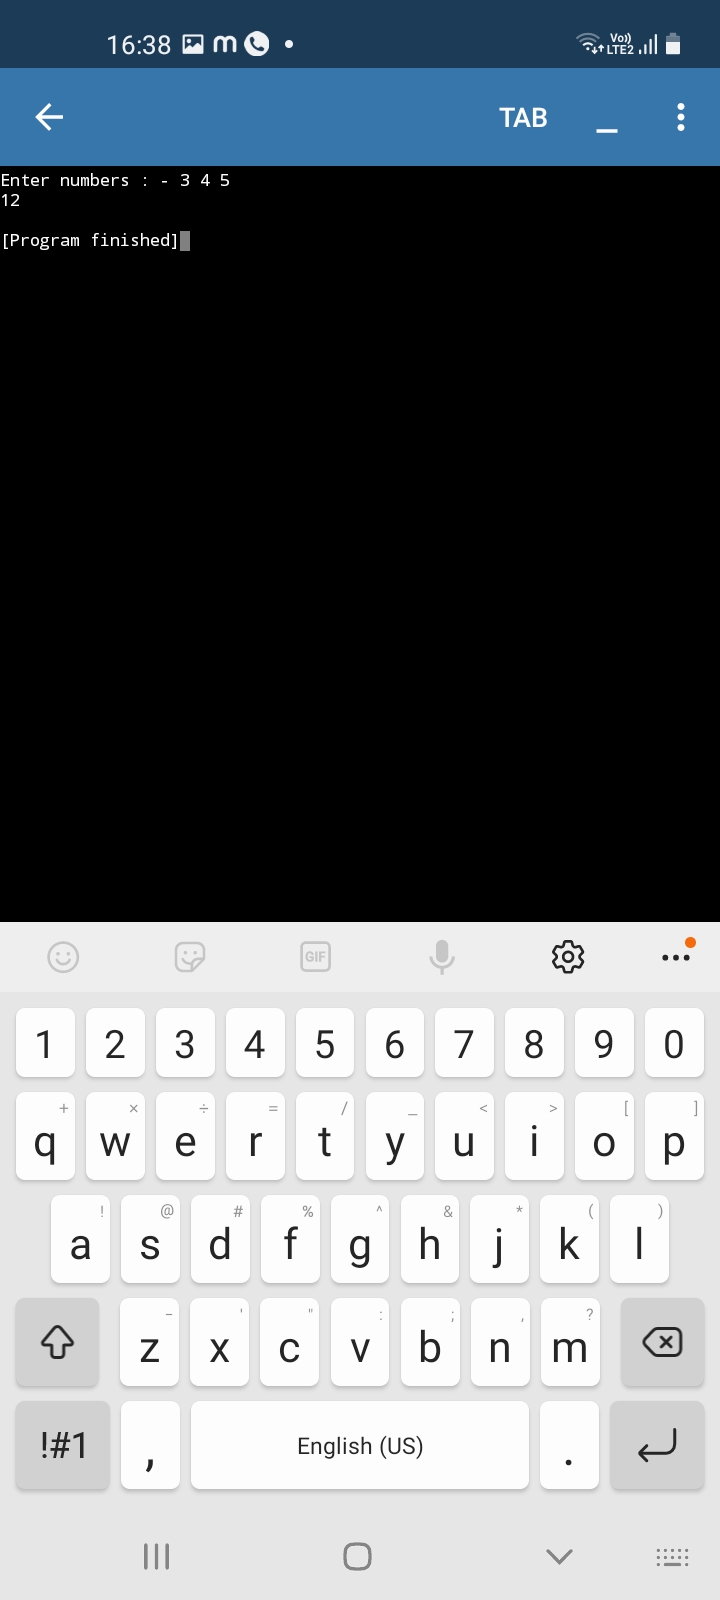 16:38 m Vo)) LTE2
TAB _
Enter numbers : - 3 4 5
12
[Program finished]
GIF
1 2 3 4 5 6 7 8 9 0
+ × ÷ = / _ < > [ ]
q w e r t y u i o p
! @ # % ^ & * ( )
a s d f g h j k l
- ' " : ; , ?
z x c v b n m
!#1 , English (US) .